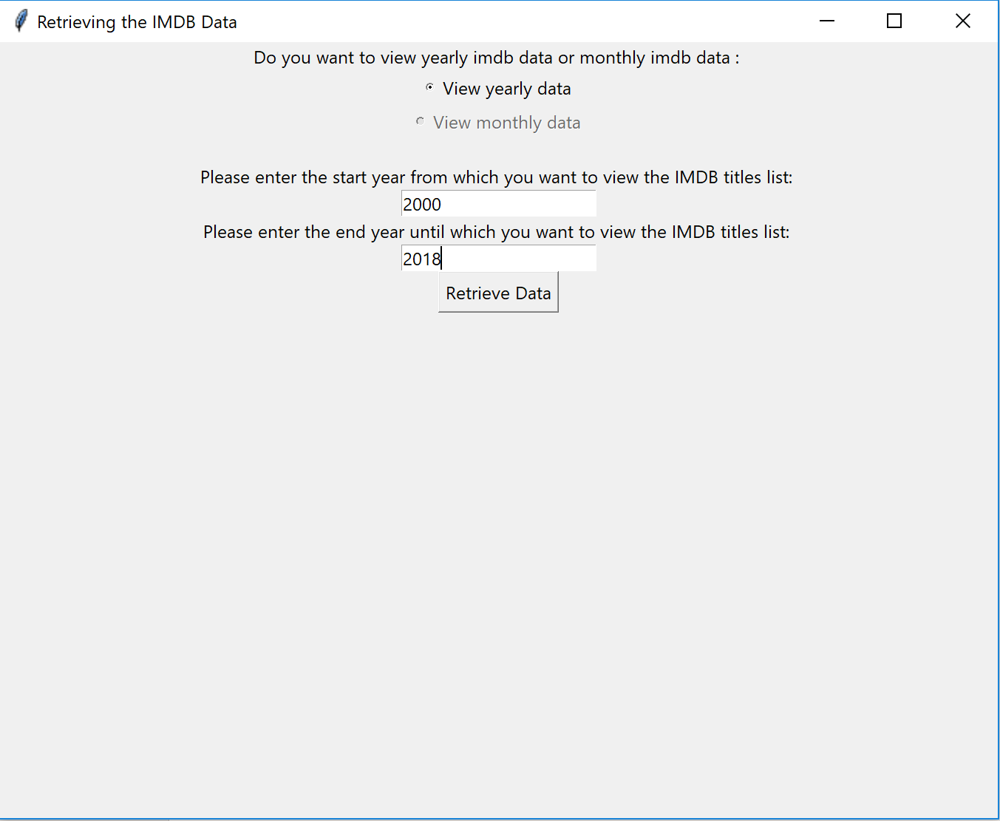 Retrieving the IMDB Data
Do you want to view yearly imdb data or monthly imdb data :
View yearly data
View monthly data
Please enter the start year from which you want to view the IMDB titles list:
2000
Please enter the end year until which you want to view the IMDB titles list:
2018
Retrieve Data